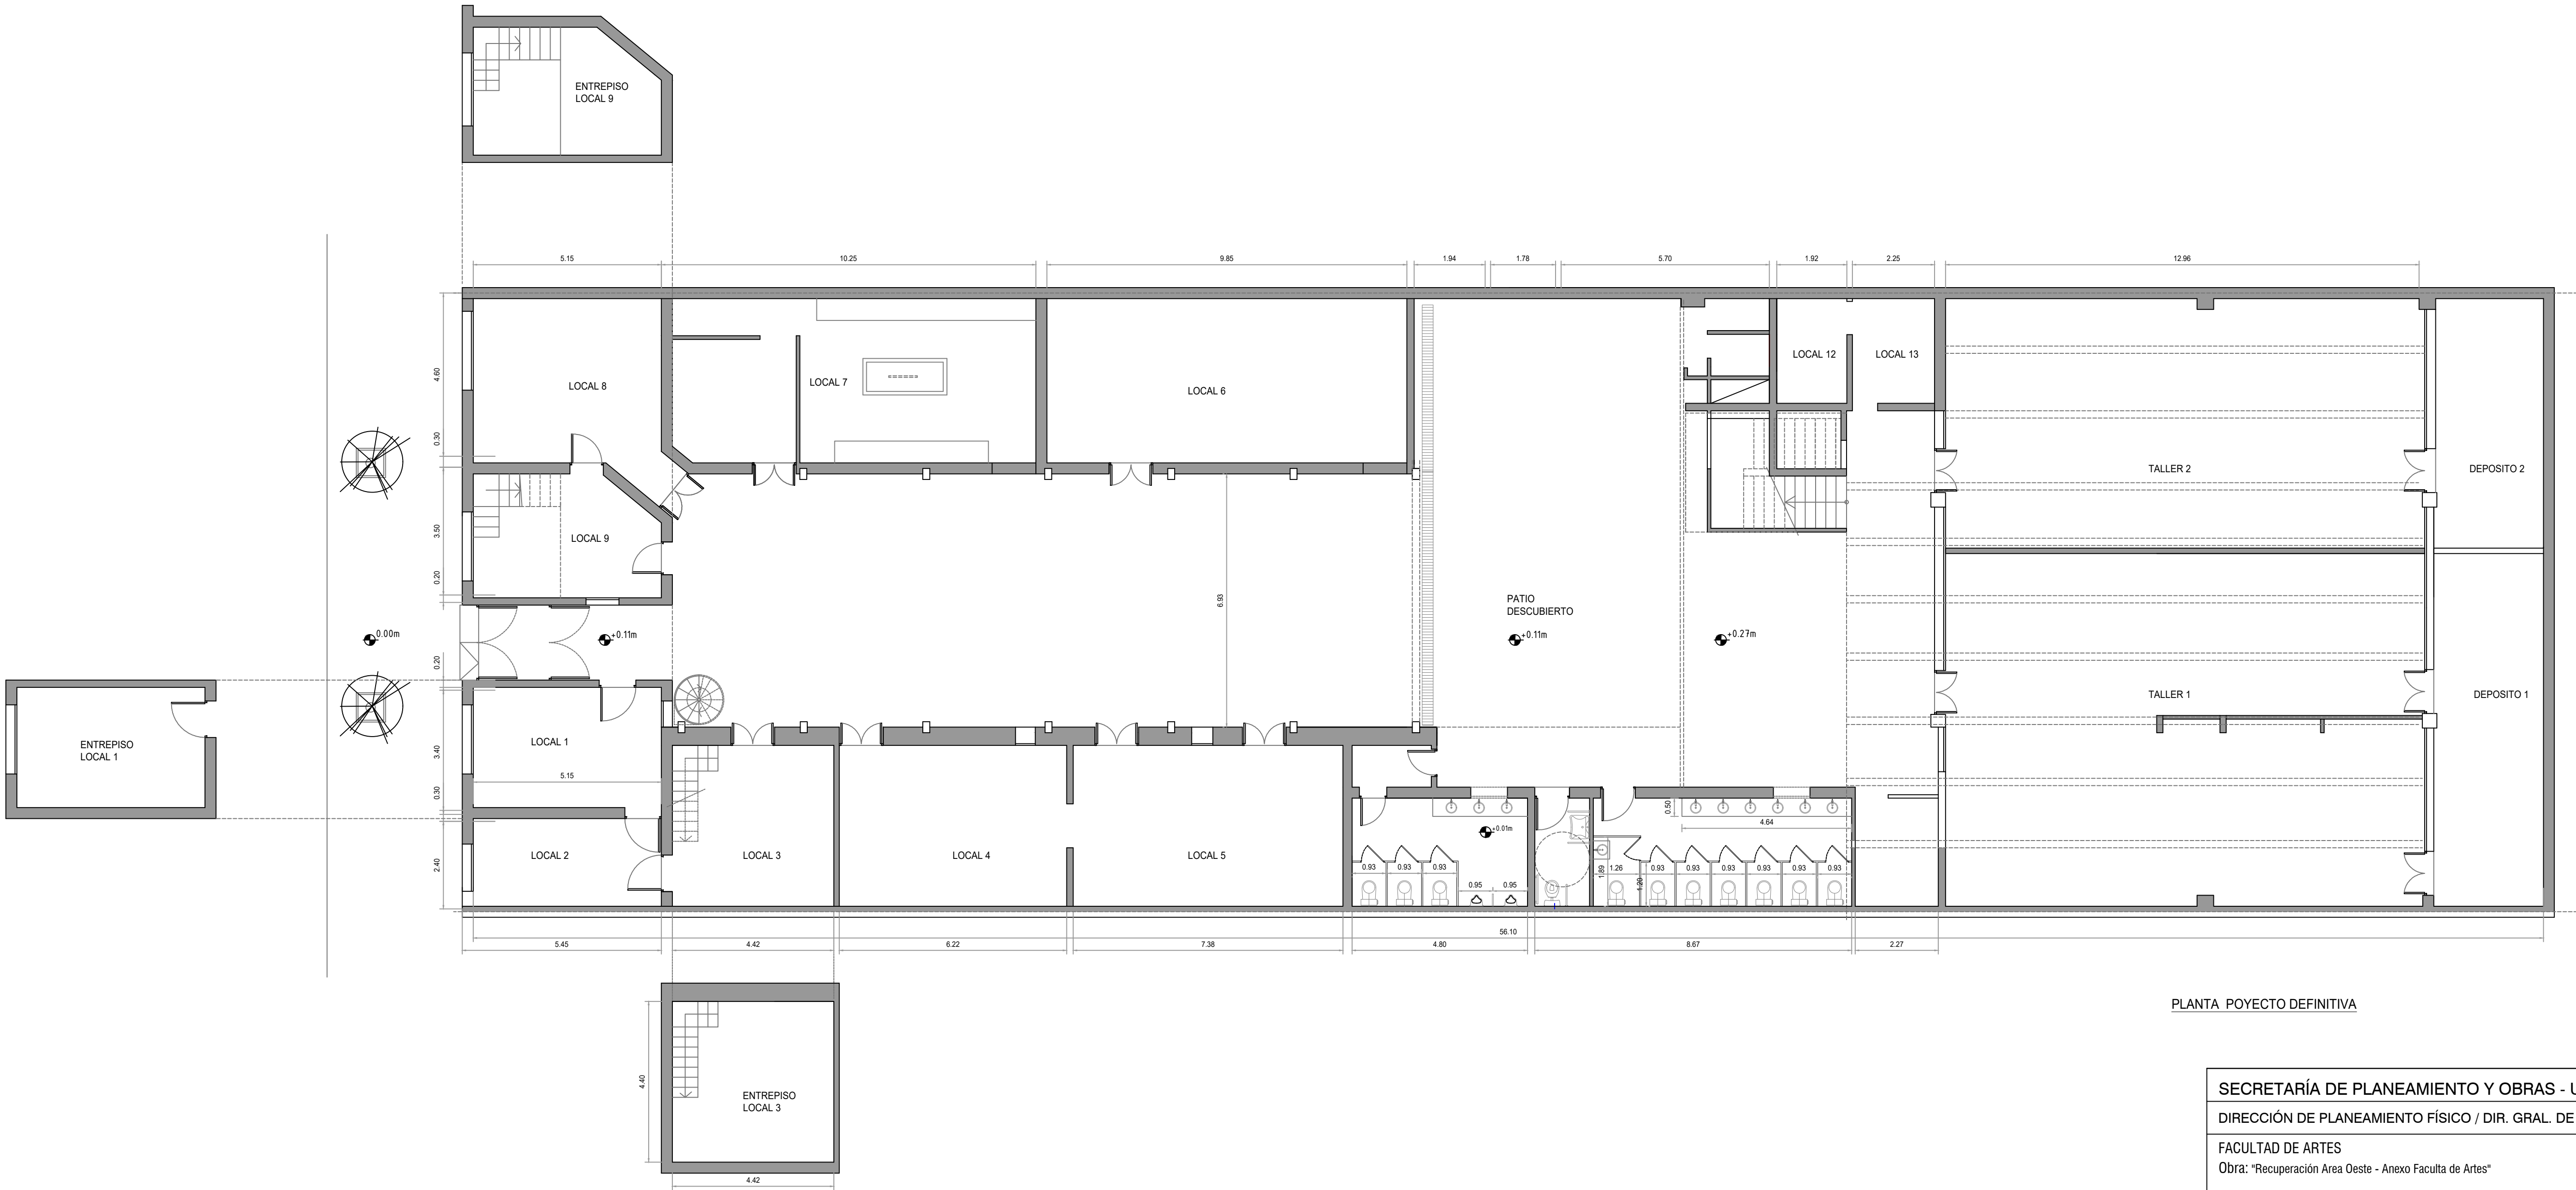 ENTREPISO
LOCAL 9
5.15
10.25
9.85
1.94
1.78
5.70
1.92
2.25
12.96
4.60
0.30
3.50
0.20
0.20
3.40
0.30
2.40
LOCAL 8
LOCAL 7
LOCAL 6
LOCAL 12
LOCAL 13
TALLER 2
DEPOSITO 2
LOCAL 9
6.93
PATIO
DESCUBIERTO
0.00m
+0.11m
+0.11m
+0.27m
TALLER 1
DEPOSITO 1
ENTREPISO
LOCAL 1
LOCAL 1
5.15
LOCAL 2
LOCAL 3
LOCAL 4
LOCAL 5
+0.01m
0.50
4.64
0.93
0.93
0.93
0.95
0.95
1.89
1.26
1.20
0.93
0.93
0.93
0.93
0.93
0.93
56.10
5.45
4.42
6.22
7.38
4.80
8.67
2.27
4.40
ENTREPISO
LOCAL 3
4.42
PLANTA POYECTO DEFINITIVA
SECRETARÍA DE PLANEAMIENTO Y OBRAS - U
DIRECCIÓN DE PLANEAMIENTO FÍSICO / DIR. GRAL. DE
FACULTAD DE ARTES
Obra: "Recuperación Area Oeste - Anexo Faculta de Artes"